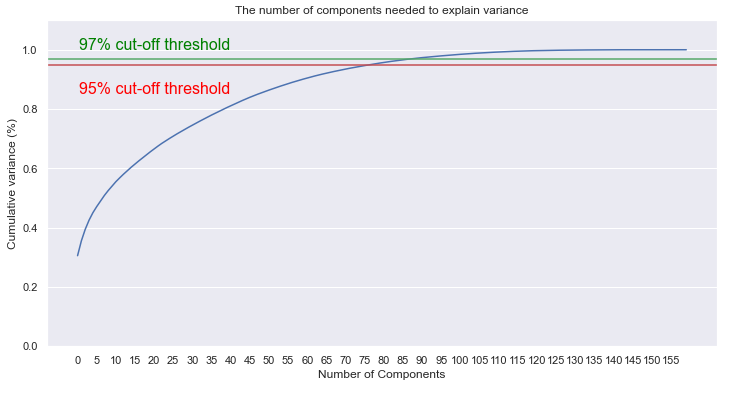 The number of components needed to explain variance
97% cut-off threshold
95% cut-off threshold
Cumulative variance (%)
1.0
0.8
0.6
0.4
0.2
0.0
0 5 10 15 20 25 30 35 40 45 50 55 60 65 70 75 80 85 90 95 100 105 110 115 120 125 130 135 140 145 150 155
Number of Components